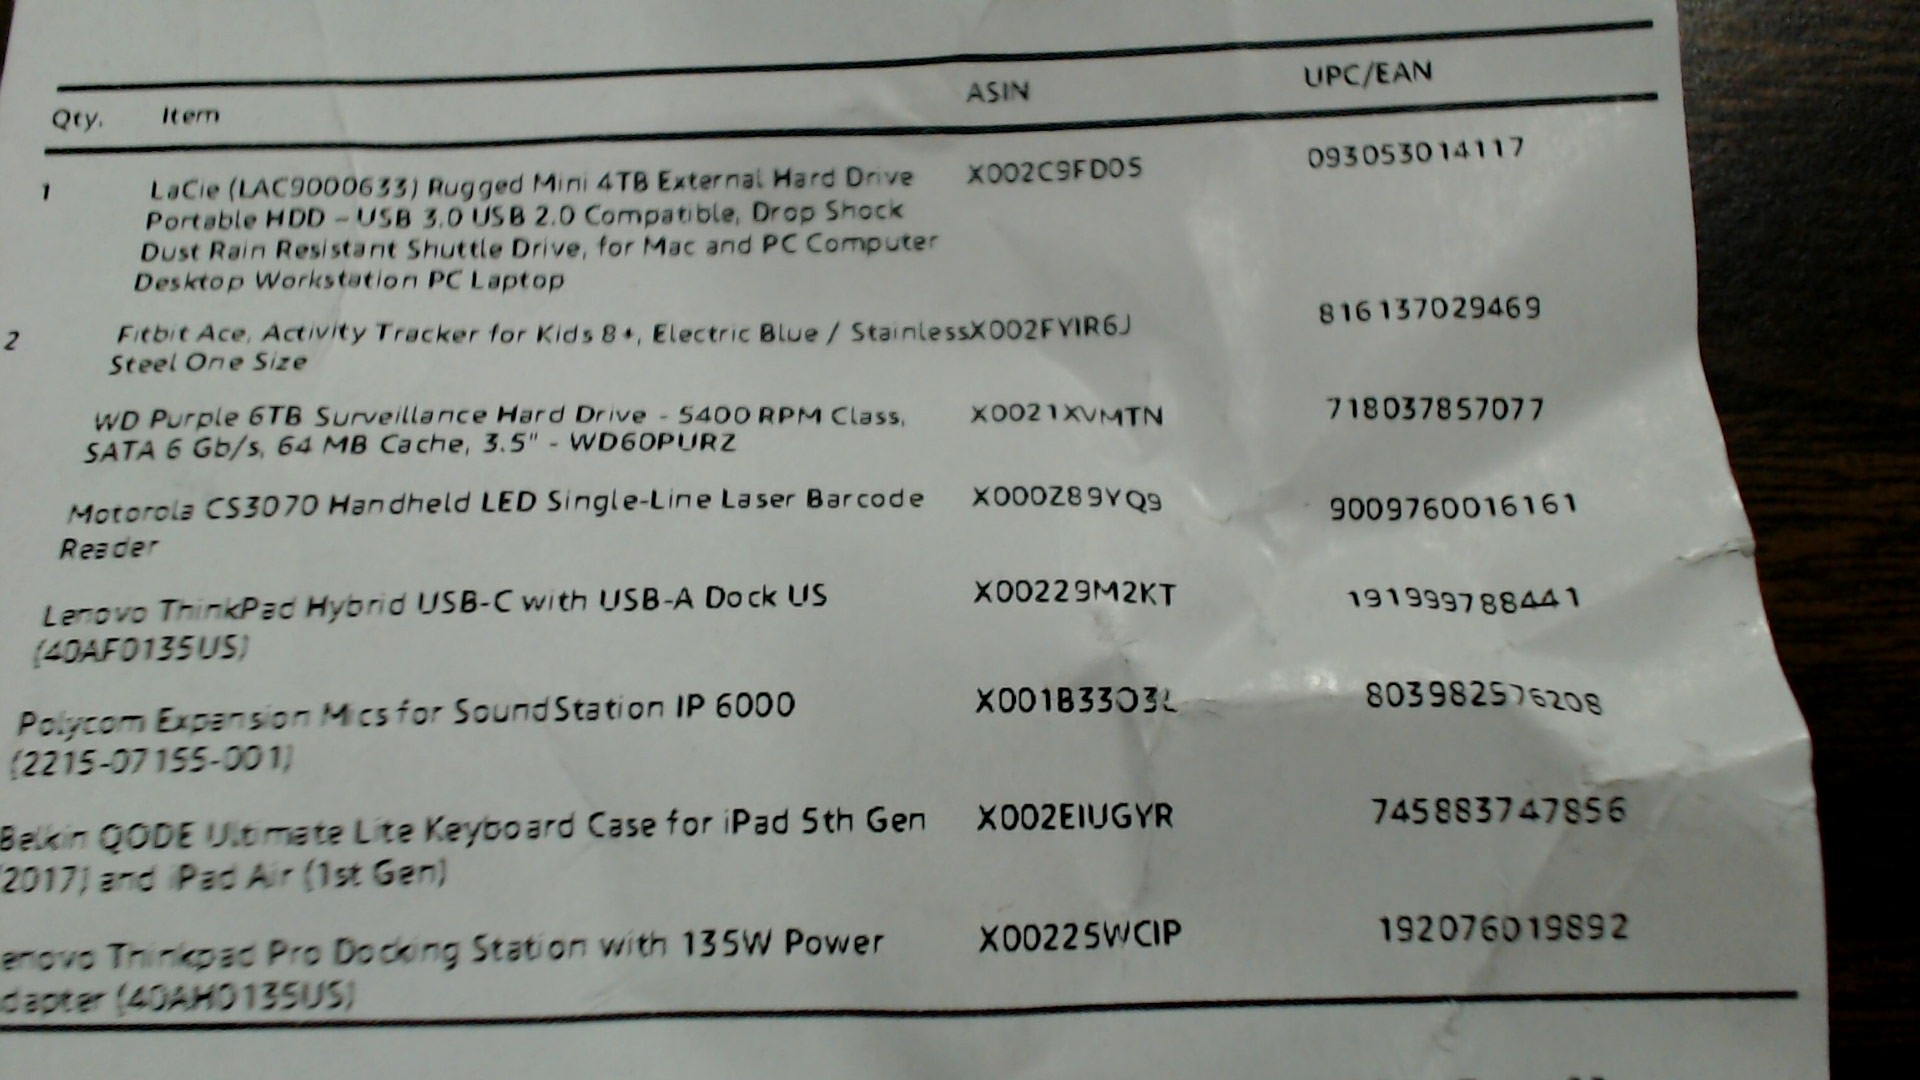 Qty. Item ASIN UPC/EAN
1 LaCie (LAC9000633) Rugged Mini 4TB External Hard Drive X002C9FD05 093053014117
Portable HDD – USB 3.0 USB 2.0 Compatible, Drop Shock
Dust Rain Resistant Shuttle Drive, for Mac and PC Computer
Desktop Workstation PC Laptop
2 Fitbit Ace, Activity Tracker for Kids 8+, Electric Blue / StainlessX002FYIR6J 816137029469
Steel One Size
WD Purple 6TB Surveillance Hard Drive - 5400 RPM Class, X0021XVMTN 718037857077
SATA 6 Gb/s, 64 MB Cache, 3.5" - WD60PURZ
Motorola CS3070 Handheld LED Single-Line Laser Barcode X000Z89YQ9 9009760016161
Reader
Lenovo ThinkPad Hybrid USB-C with USB-A Dock US X00229M2KT 191999788441
(40AF0135US)
Polycom Expansion Mics for SoundStation IP 6000 803982576208
(2215-07155-001)
Belkin QODE Ultimate Lite Keyboard Case for iPad 5th Gen X002EIUGYR 745883747856
2017) and iPad Air (1st Gen)
enovo Thinkpad Pro Docking Station with 135W Power X00225WCIP 192076019892
dapter (40AH0135US)